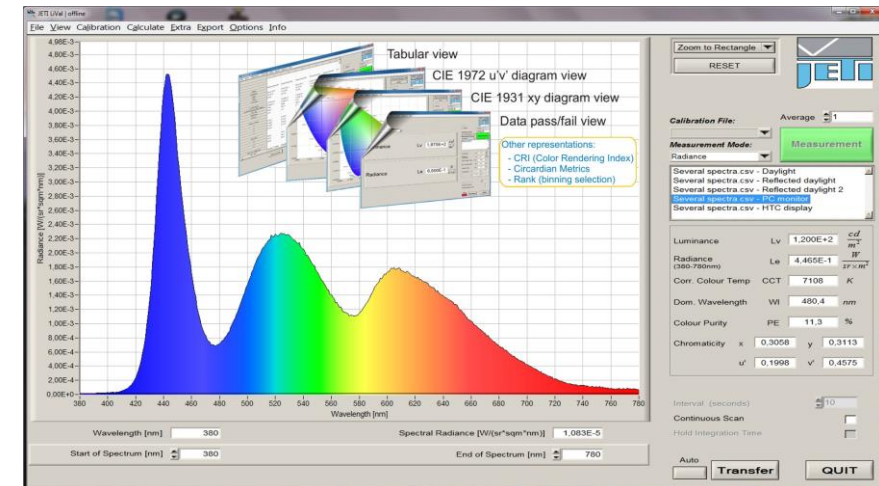 JETI UVal | offline
File View Calibration Calculate Extra Export Options Info
4,98E-3
4,80E-3
4,60E-3
4,40E-3
4,20E-3
4,00E-3
3,80E-3
3,60E-3
3,40E-3
3,20E-3
3,00E-3
2,80E-3
2,60E-3
2,40E-3
2,20E-3
2,00E-3
1,80E-3
1,60E-3
1,40E-3
1,20E-3
1,00E-3
8,00E-4
6,00E-4
4,00E-4
2,00E-4
0,00E+0
Radiance [W/(sr*sqm*nm)]
380 400 420 440 460 480 500 520 540 560 580 600 620 640 660 680 700 720 740 760 780
Wavelength [nm]
Tabular view
CIE 1972 u'v' diagram view
CIE 1931 xy diagram view
Data pass/fail view
Other representations:
- CRI (Color Rendering Index)
- Circardian Metrics
- Rank (binning selection)
Radiance Le
Wavelength [nm] 380
Spectral Radiance [W/(sr*sqm*nm)] 1,083E-5
Start of Spectrum [nm] 380
End of Spectrum [nm] 780
Zoom to Rectangle
RESET
JETI
Calibration File:
Average 1
Measurement Mode:
Radiance
Measurement
Several spectra.csv - Daylight
Several spectra.csv - Reflected daylight
Several spectra.csv - Reflected daylight 2
Several spectra.csv - PC monitor
Several spectra.csv - HTC display
Luminance Lv 1,200E+2 cd/m²
Radiance (380-780nm) Le 4,465E-1 W/sr×m²
Corr. Colour Temp CCT 7108 K
Dom. Wavelength Wl 480,4 nm
Colour Purity PE 11,3 %
Chromaticity x 0,3058 y 0,3113
u' 0,1998 v' 0,4575
Interval (seconds) 10
Continuous Scan
Hold Integration Time
Auto
Transfer
QUIT